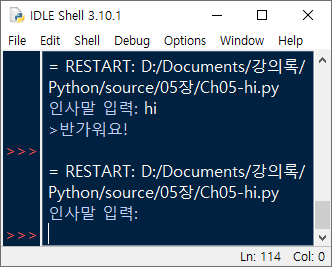 IDLE Shell 3.10.1
File Edit Shell Debug Options Window Help
= RESTART: D:/Documents/강의록/
Python/source/05장/Ch05-hi.py
인사말 입력: hi
>반가워요!
>>>
= RESTART: D:/Documents/강의록/
Python/source/05장/Ch05-hi.py
인사말 입력:
>>>
Ln: 114 Col: 0